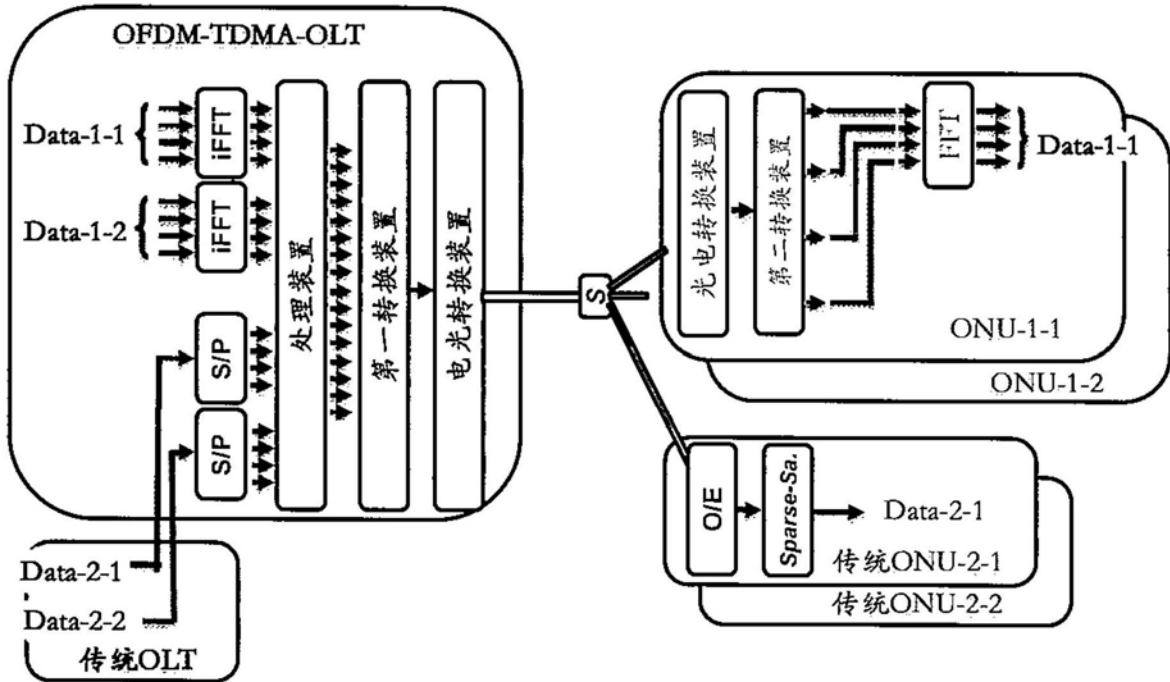 OFDM-TDMA-OLT
Data-1-1
iFFT
Data-1-2
iFFT
S/P
S/P
处理装置
第一转换装置
电光转换装置
Data-2-1
Data-2-2
传统OLT
S
光电转换装置
第二转换装置
FFT
Data-1-1
ONU-1-1
ONU-1-2
O/E
Sparse-Sa.
Data-2-1
传统ONU-2-1
传统ONU-2-2